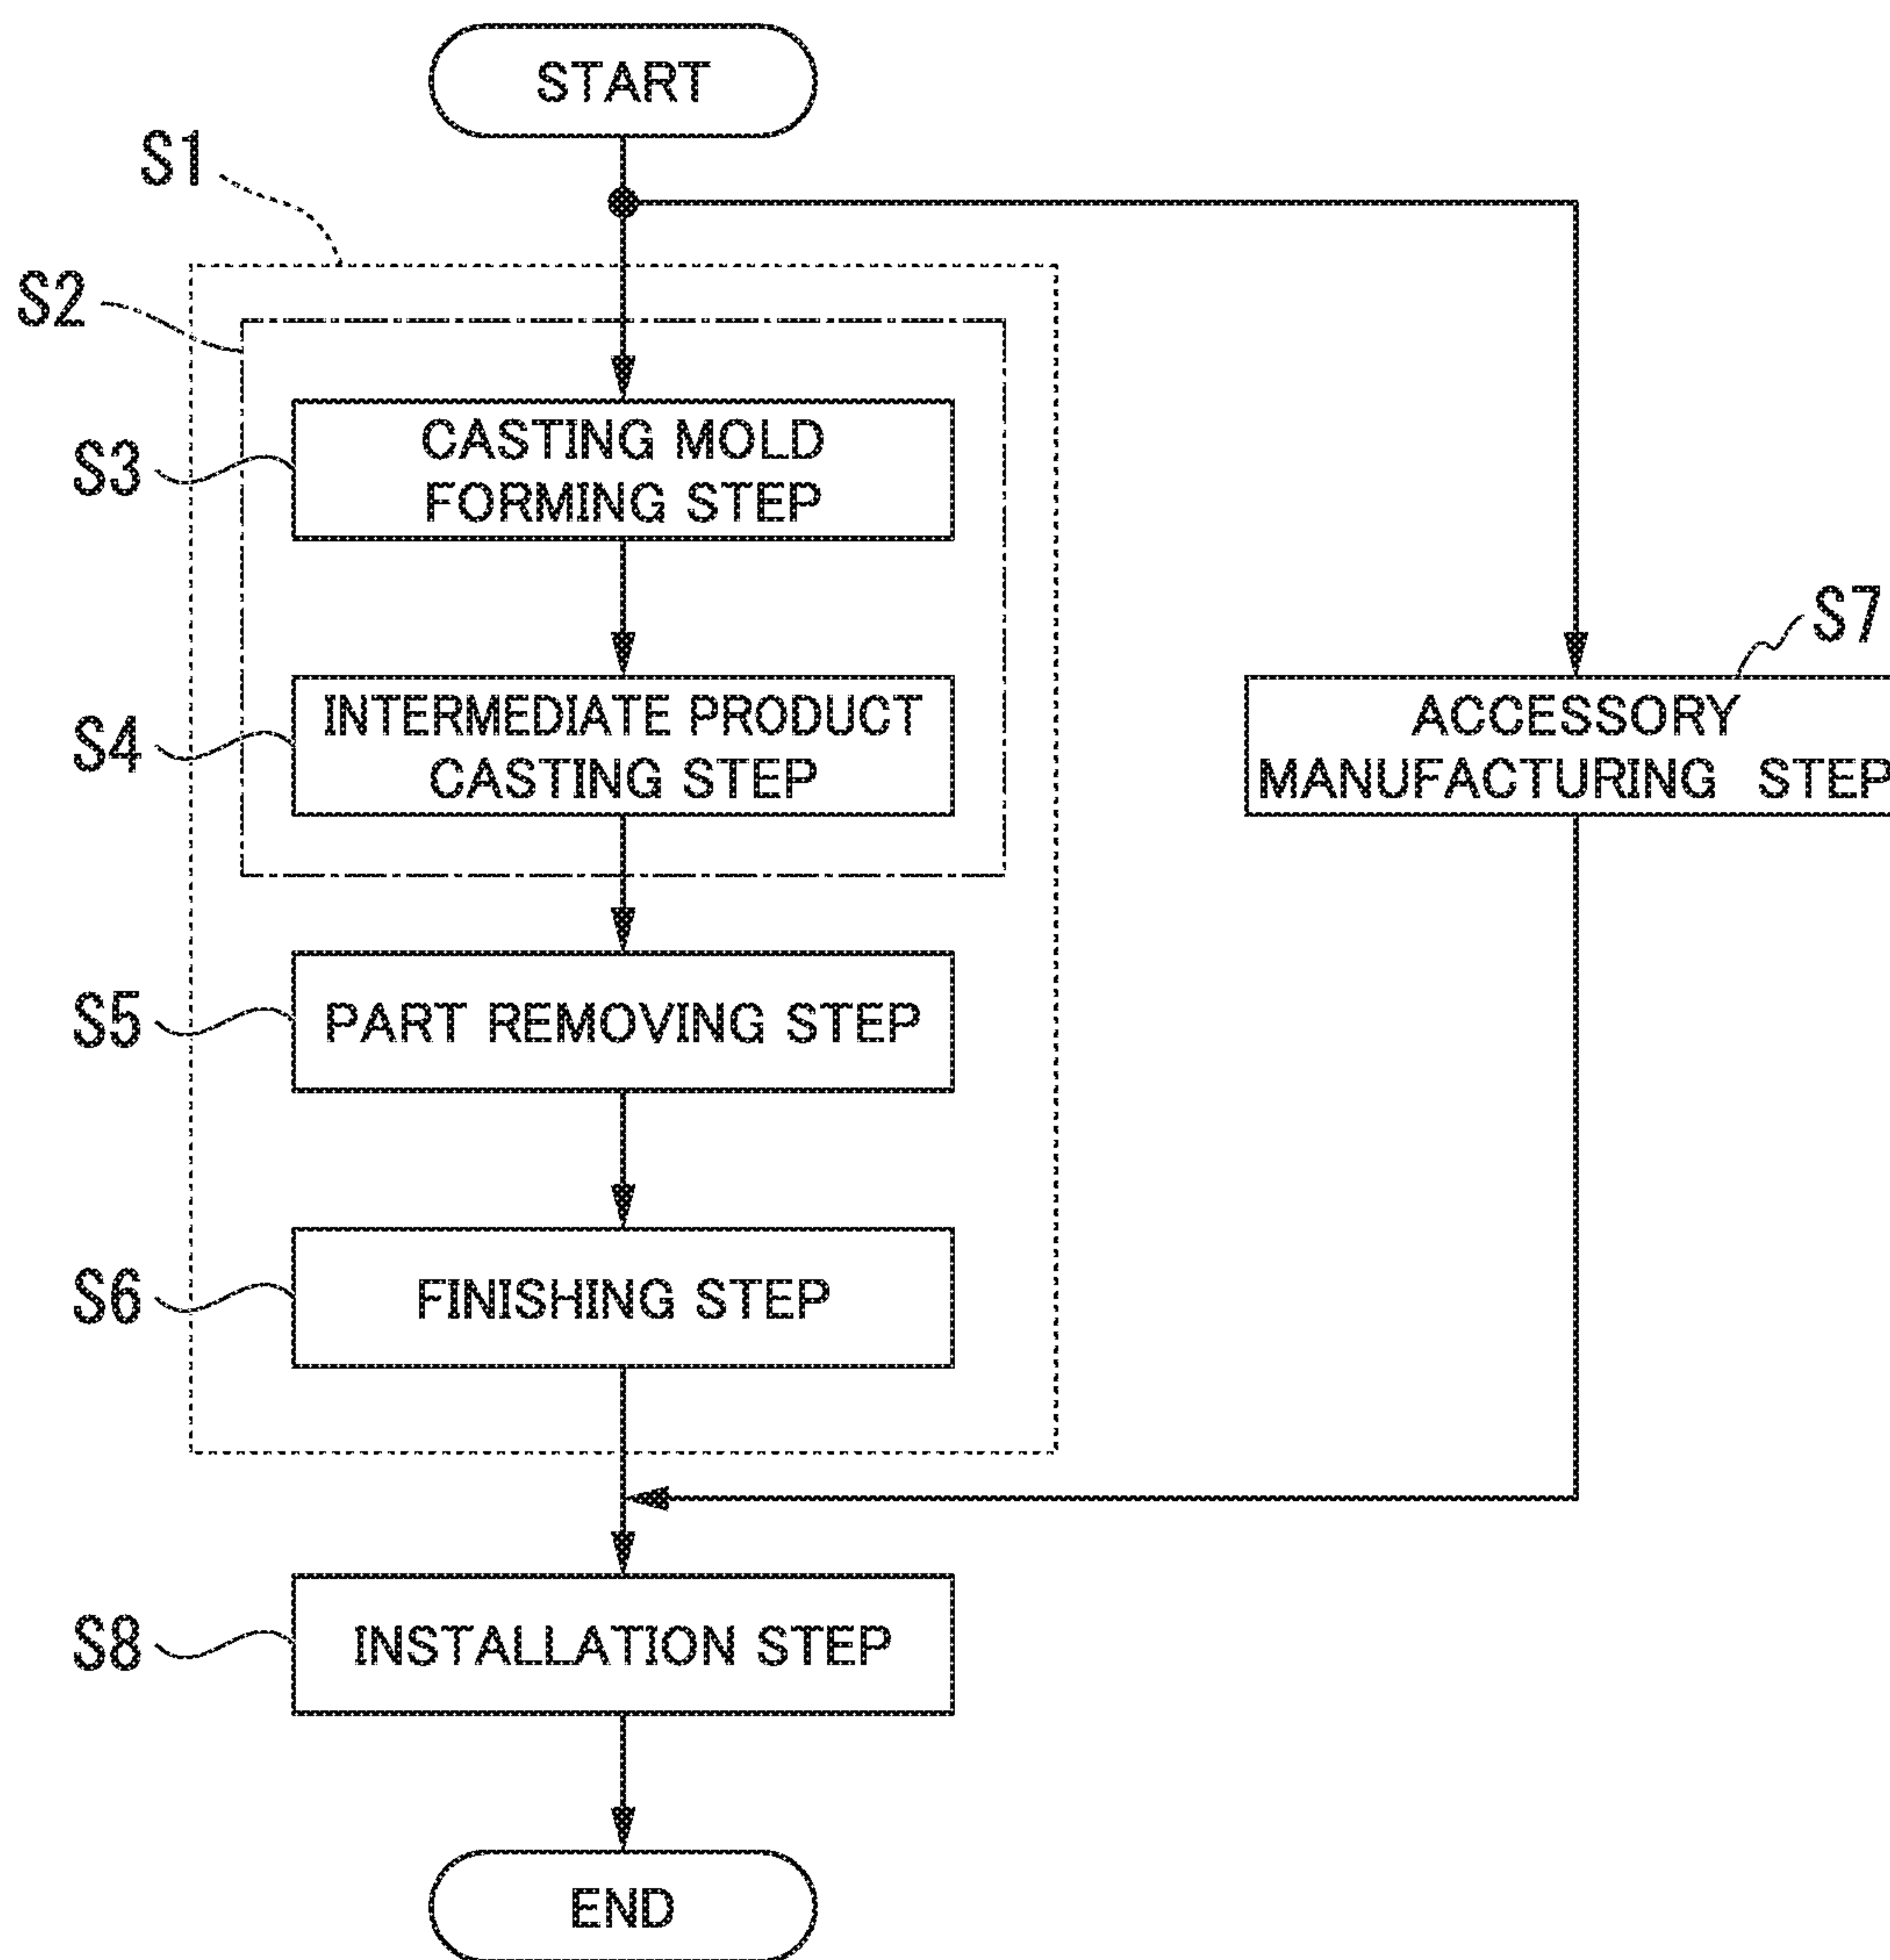 START
S1
S2
S3
CASTING MOLD
FORMING STEP
S7
S4
INTERMEDIATE PRODUCT
CASTING STEP
ACCESSORY
MANUFACTURING STEP
S5
PART REMOVING STEP
S6
FINISHING STEP
S8
INSTALLATION STEP
END